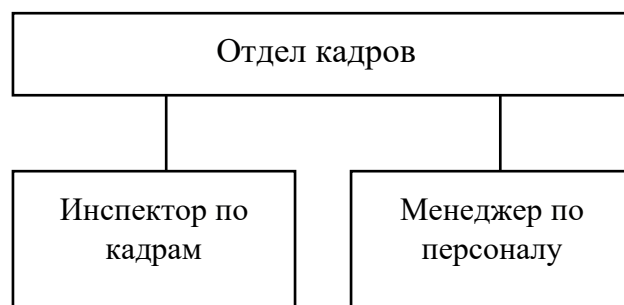 Отдел кадров
Инспектор по
кадрам
Менеджер по
персоналу